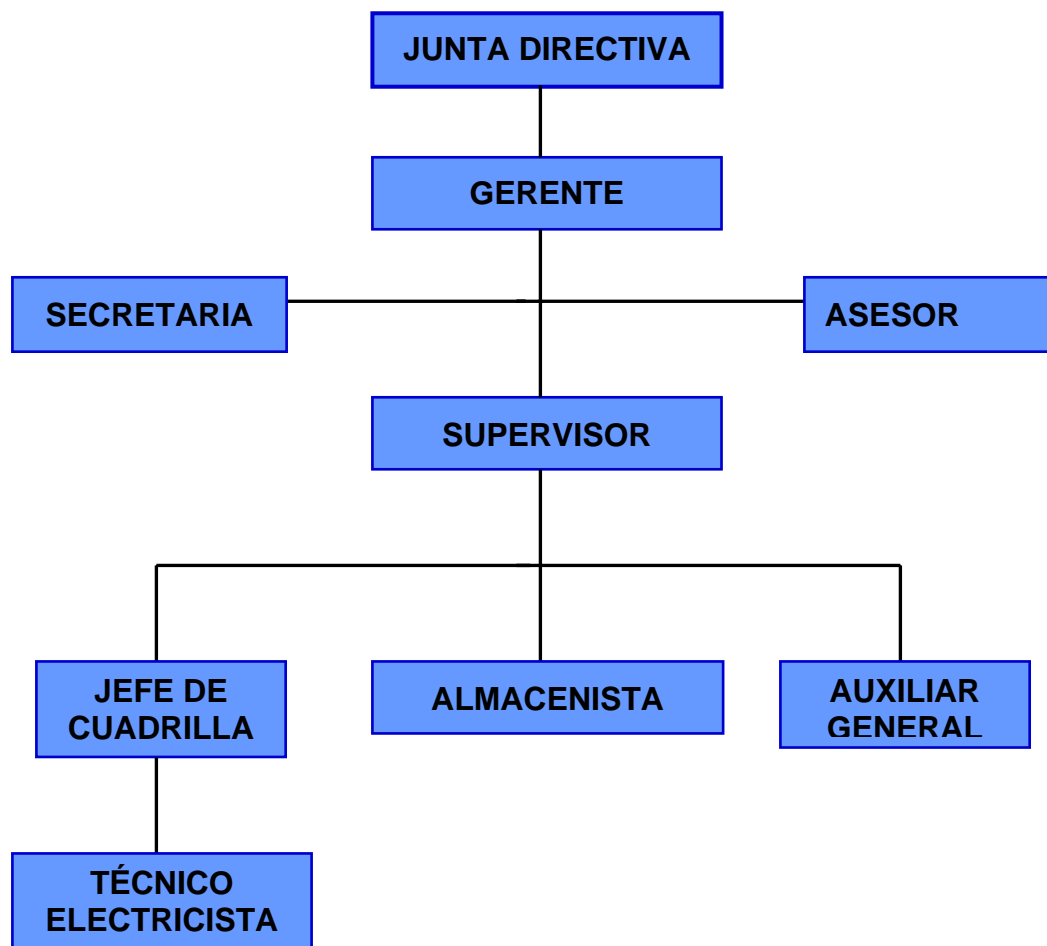 JUNTA DIRECTIVA
GERENTE
SECRETARIA
ASESOR
SUPERVISOR
JEFE DE
CUADRILLA
ALMACENISTA
AUXILIAR
GENERAL
TÉCNICO
ELECTRICISTA